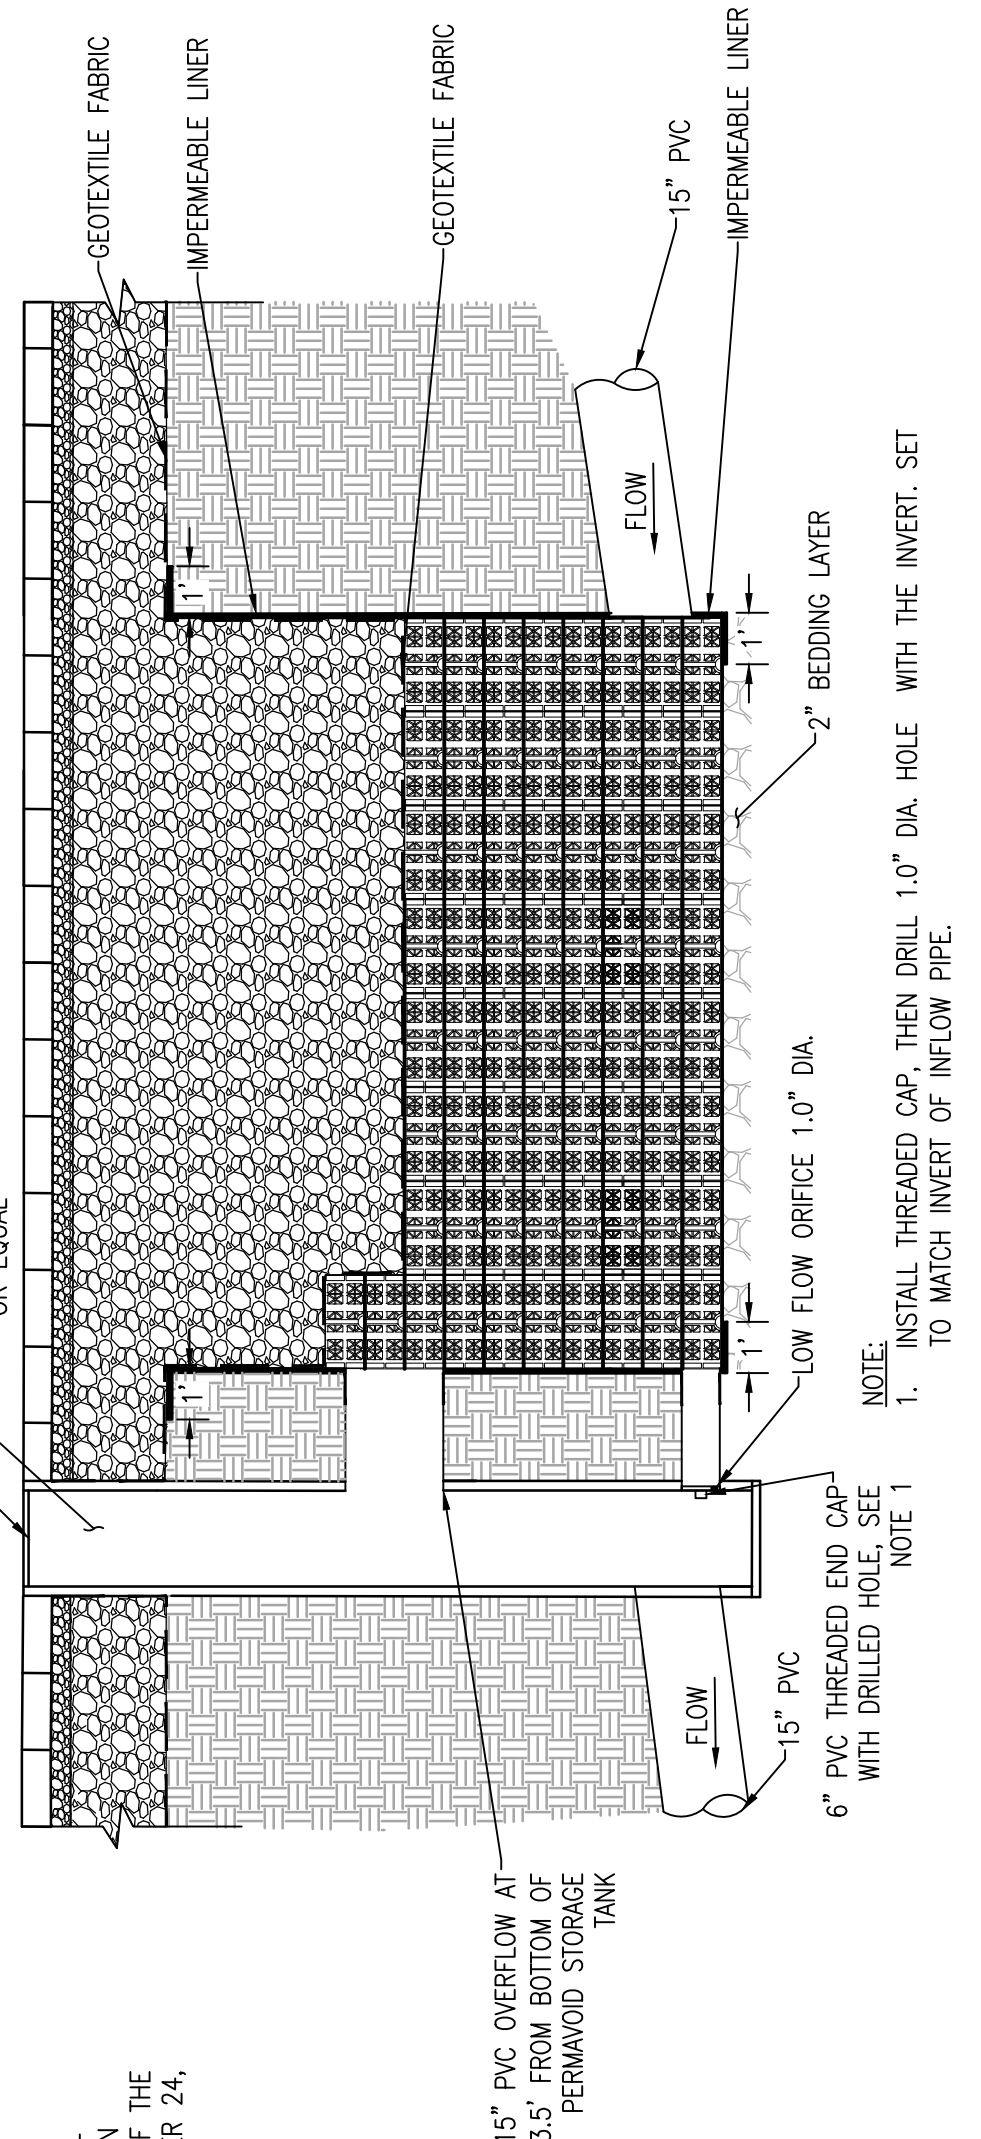 OR EQUAL
GEOTEXTILE FABRIC
IMPERMEABLE LINER
GEOTEXTILE FABRIC
15” PVC
IMPERMEABLE LINER
FLOW
1'
1'
1'
1'
2” BEDDING LAYER
LOW FLOW ORIFICE 1.0” DIA.
6” PVC THREADED END CAP
WITH DRILLED HOLE, SEE
NOTE 1
FLOW
15” PVC
15” PVC OVERFLOW AT
3.5' FROM BOTTOM OF
PERMAVOID STORAGE
TANK
THE
24,
NOTE:
1. INSTALL THREADED CAP, THEN DRILL 1.0” DIA. HOLE WITH THE INVERT. SET
TO MATCH INVERT OF INFLOW PIPE.